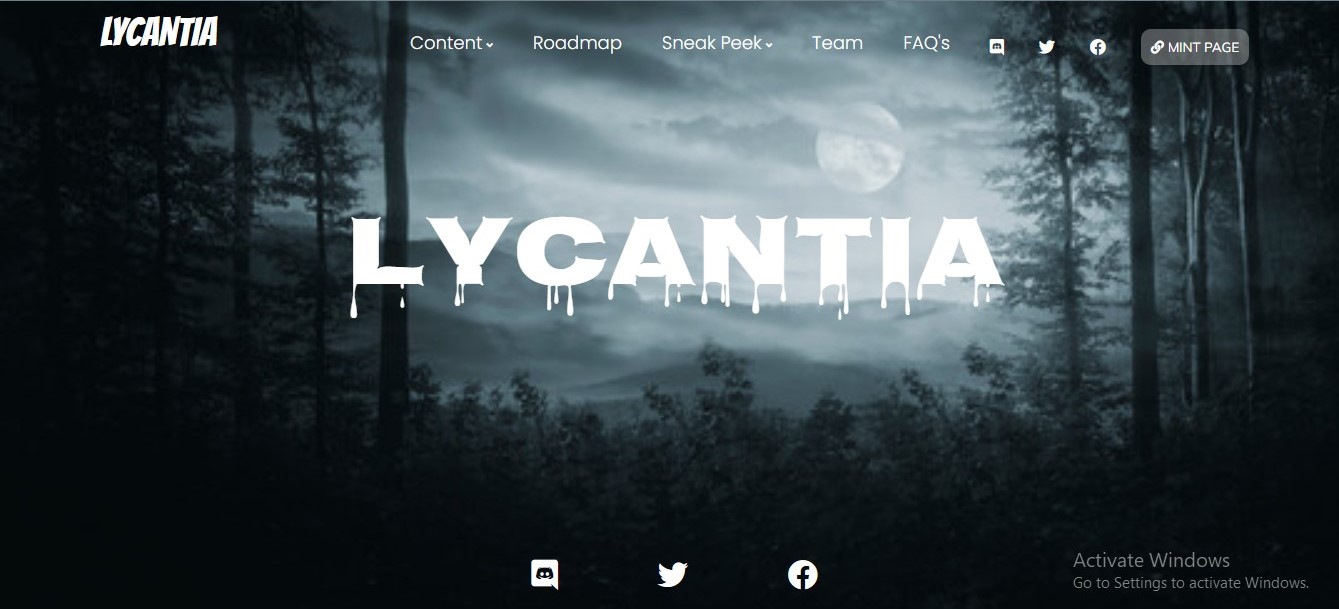 LYCANTIA
Content Roadmap Sneak Peek Team FAQ's MINT PAGE
LYCANTIA
Activate Windows
Go to Settings to activate Windows.